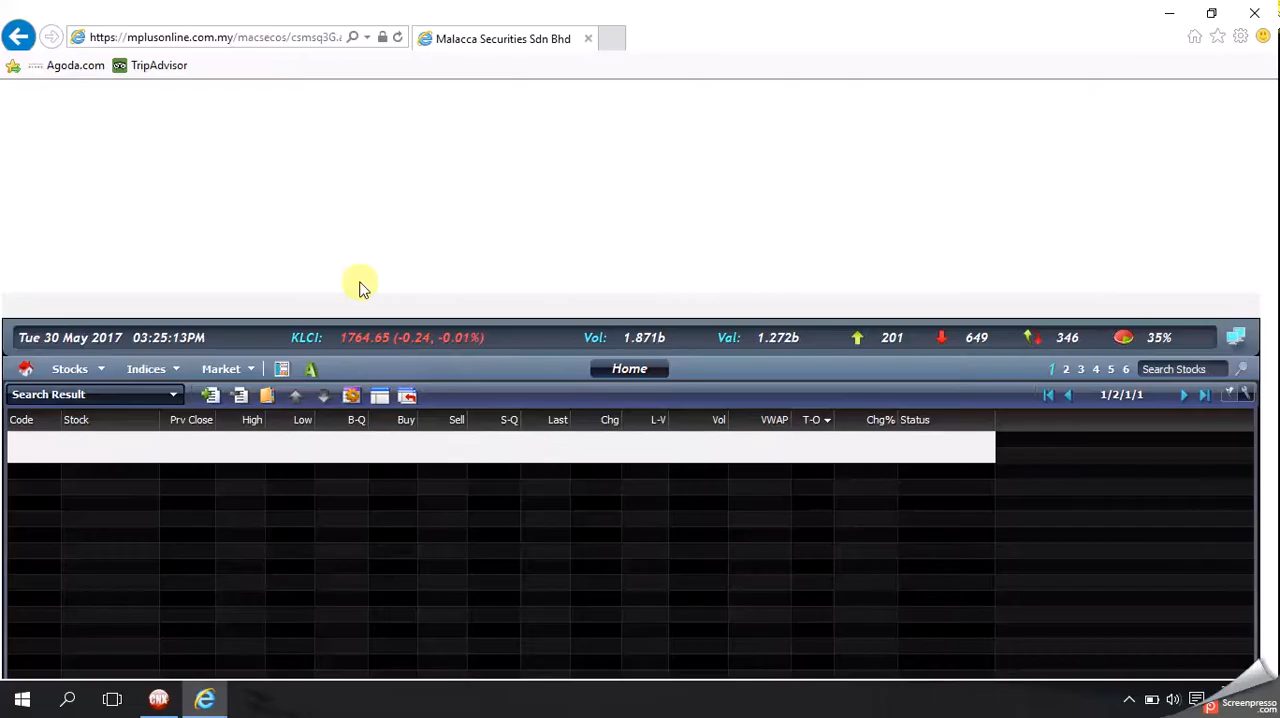 https://mplusonline.com.my/macsecos/csmsq3G.a
Malacca Securities Sdn Bhd
Agoda.com
TripAdvisor
Tue 30 May 2017 03:25:13PM KLCI: 1764.65 (-0.24, -0.01%) Vol: 1.871b Val: 1.272b 201 649 346 35%
Stocks Indices Market A Home 1 2 3 4 5 6 Search Stocks
Search Result 1/2/1/1
Code Stock Prv Close High Low B-Q Buy Sell S-Q Last Chg L-V Vol VWAP T-O Chg% Status
CNX
Screenpresso
.com